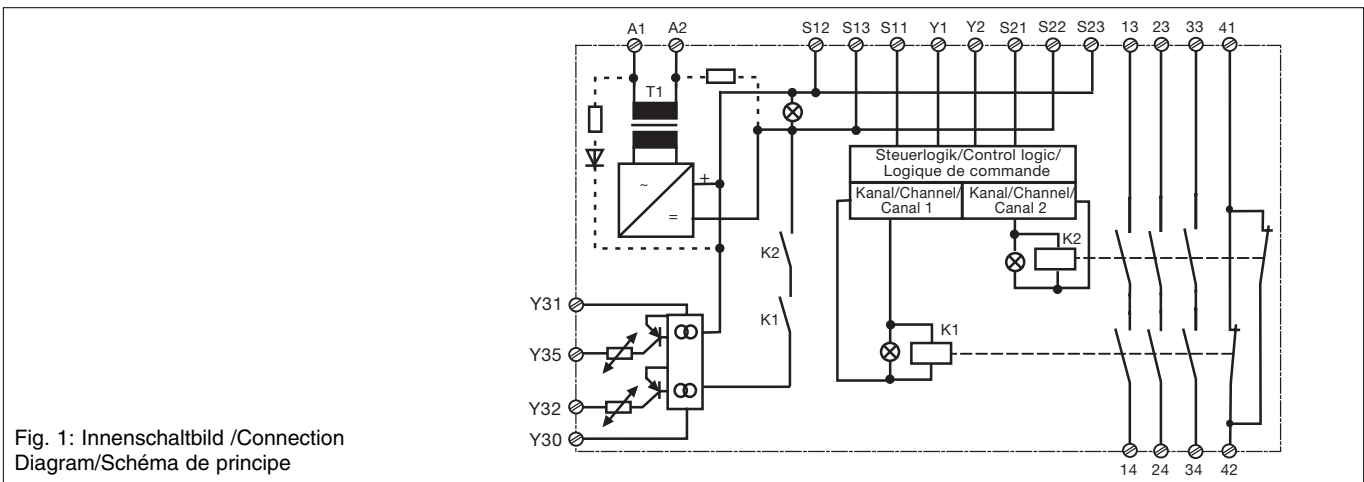 A1 A2 S12 S13 S11 Y1 Y2 S21 S22 S23 13 23 33 41
T1
Steuerlogik/Control logic/
Logique de commande
~ +
Kanal/Channel/ Kanal/Channel/
Canal 1 Canal 2
=
K2 K2
Y31
K1 K1
Y35
Y32
Y30
Fig. 1: Innenschaltbild /Connection
Diagram/Schéma de principe
14 24 34 42